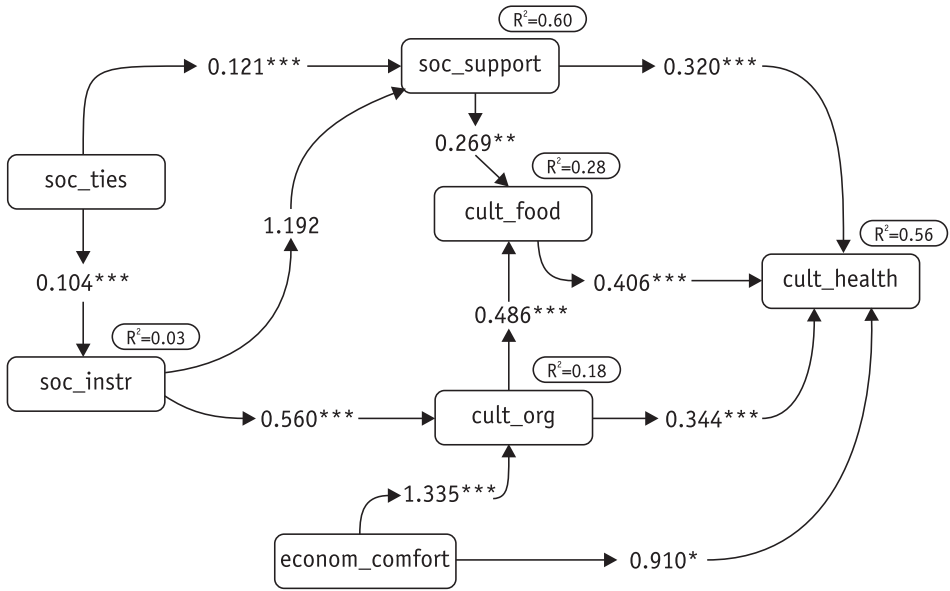 R²=0.60
0.121***
soc_support
0.320***
0.269**
R²=0.28
soc_ties
cult_food
1.192
R²=0.56
0.104***
0.406***
cult_health
0.486***
R²=0.03
R²=0.18
soc_instr
0.560***
cult_org
0.344***
1.335***
econom_comfort
0.910*